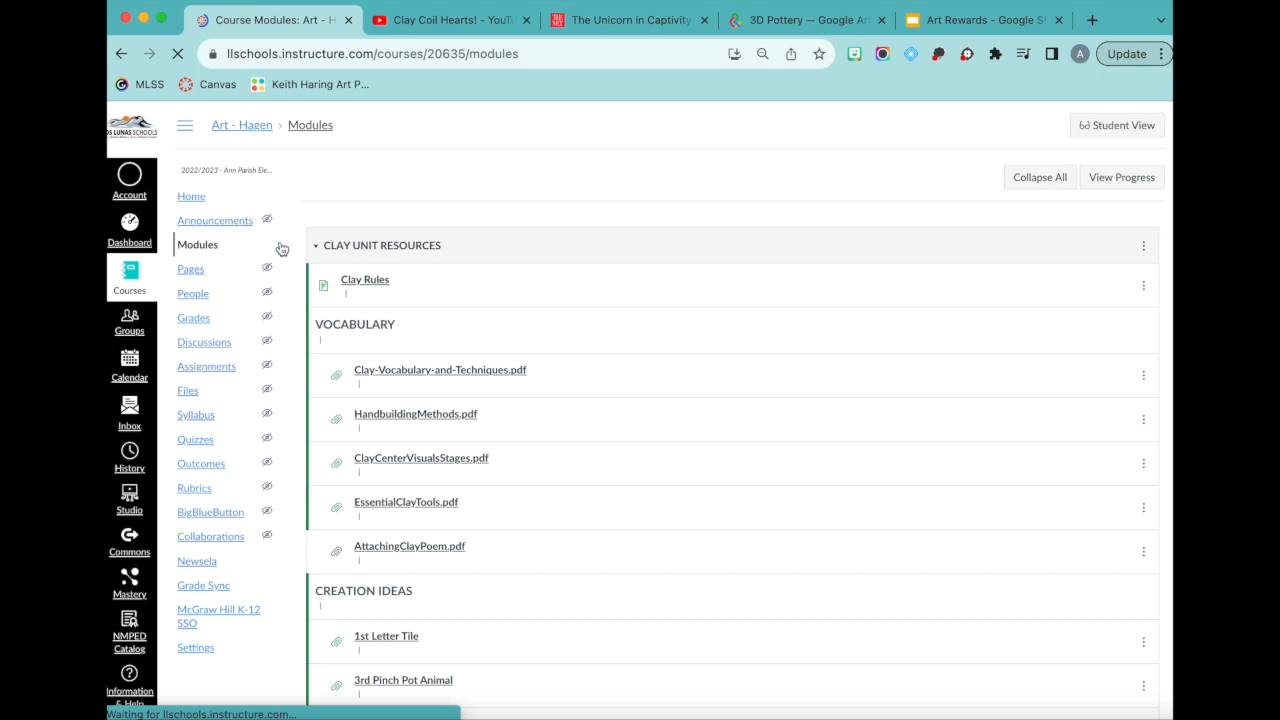 Course Modules: Art - H
Clay Coil Hearts! - YouT
The Unicorn in Captivity
3D Pottery — Google Ar
Art Rewards - Google S
llschools.instructure.com/courses/20635/modules
A
Update
MLSS
Canvas
Keith Haring Art P...
OS LUNAS SCHOOLS
Art - Hagen › Modules
Student View
2022/2023 - Ann Parish Ele...
Collapse All
View Progress
Account
Dashboard
Courses
Groups
Calendar
Inbox
History
Studio
Commons
Mastery
NMPED
Catalog
Information
& Help
Home
Announcements
Modules
Pages
People
Grades
Discussions
Assignments
Files
Syllabus
Quizzes
Outcomes
Rubrics
BigBlueButton
Collaborations
Newsela
Grade Sync
McGraw Hill K-12
SSO
Settings
CLAY UNIT RESOURCES
Clay Rules
VOCABULARY
Clay-Vocabulary-and-Techniques.pdf
HandbuildingMethods.pdf
ClayCenterVisualsStages.pdf
EssentialClayTools.pdf
AttachingClayPoem.pdf
CREATION IDEAS
1st Letter Tile
3rd Pinch Pot Animal
Waiting for llschools.instructure.com...